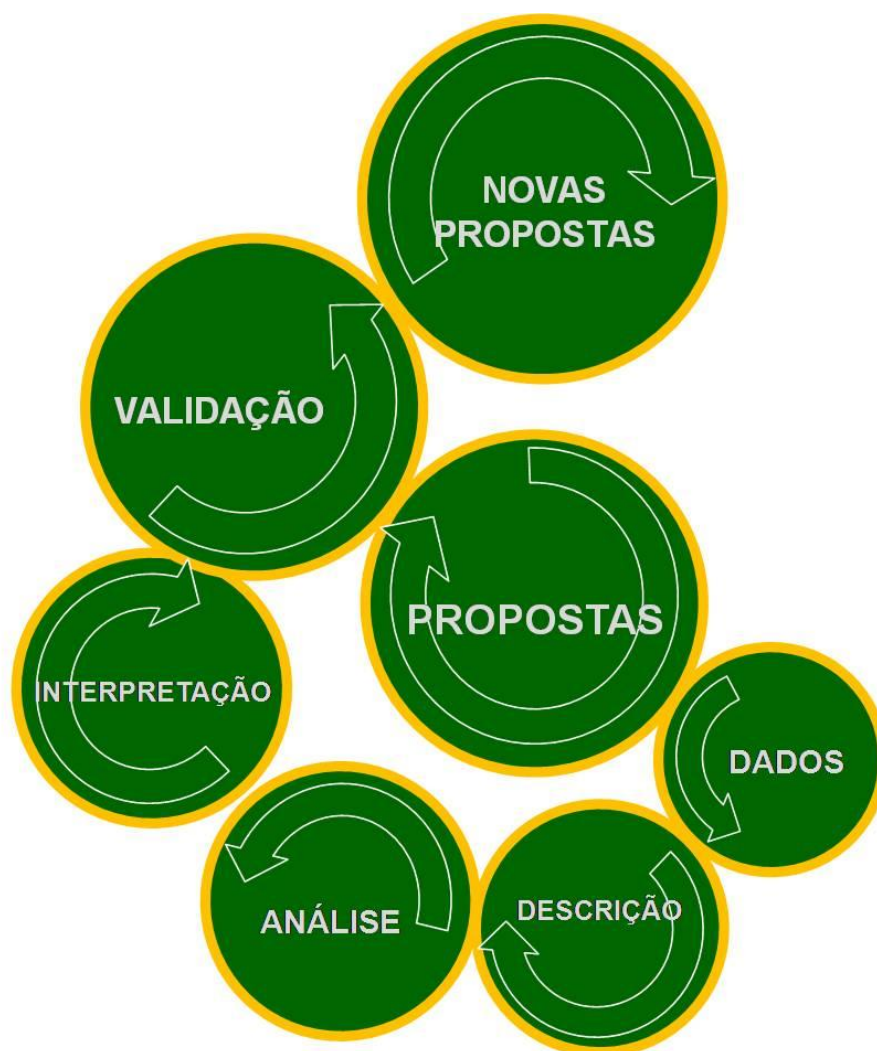 NOVAS
PROPOSTAS
VALIDAÇÃO
PROPOSTAS
INTERPRETAÇÃO
DADOS
ANÁLISE
DESCRIÇÃO